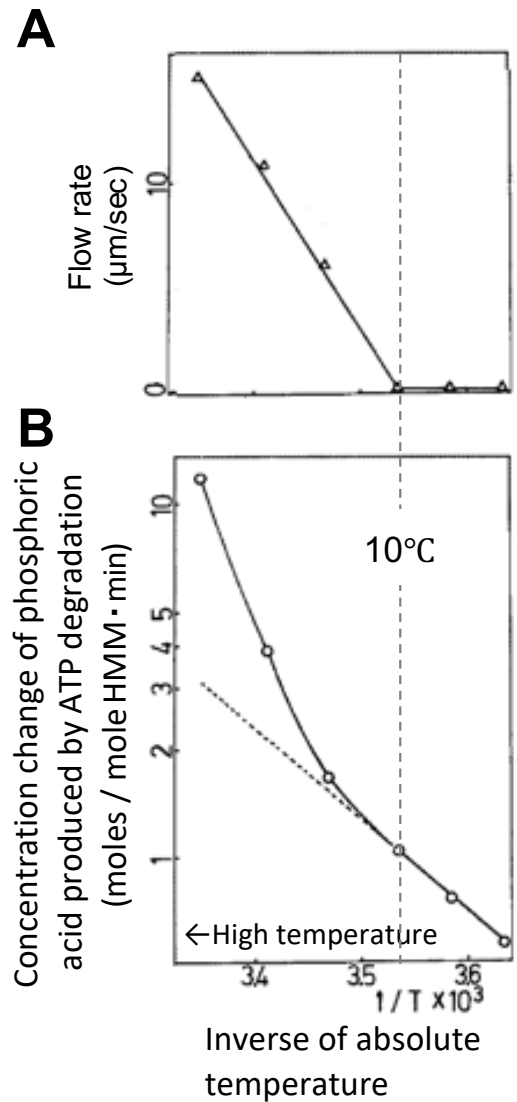 A
Flow rate
(μm/sec)
10
0
B
Concentration change of phosphoric
acid produced by ATP degradation
(moles / mole HMM・min)
10
5
4
3
2
1
10℃
←High temperature
3.4
3.5
3.6
1/T ×10³
Inverse of absolute
temperature